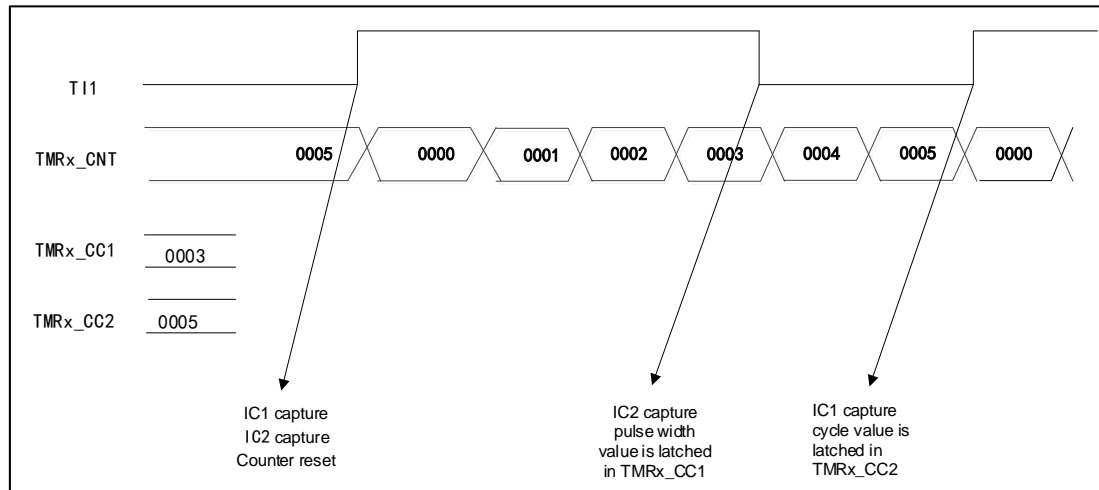 TI1
TMRx_CNT
0005 0000 0001 0002 0003 0004 0005 0000
TMRx_CC1
0003
TMRx_CC2
0005
IC1 capture
IC2 capture
Counter reset
IC2 capture
pulse width
value is latched
in TMRx_CC1
IC1 capture
cycle value is
latched in
TMRx_CC2